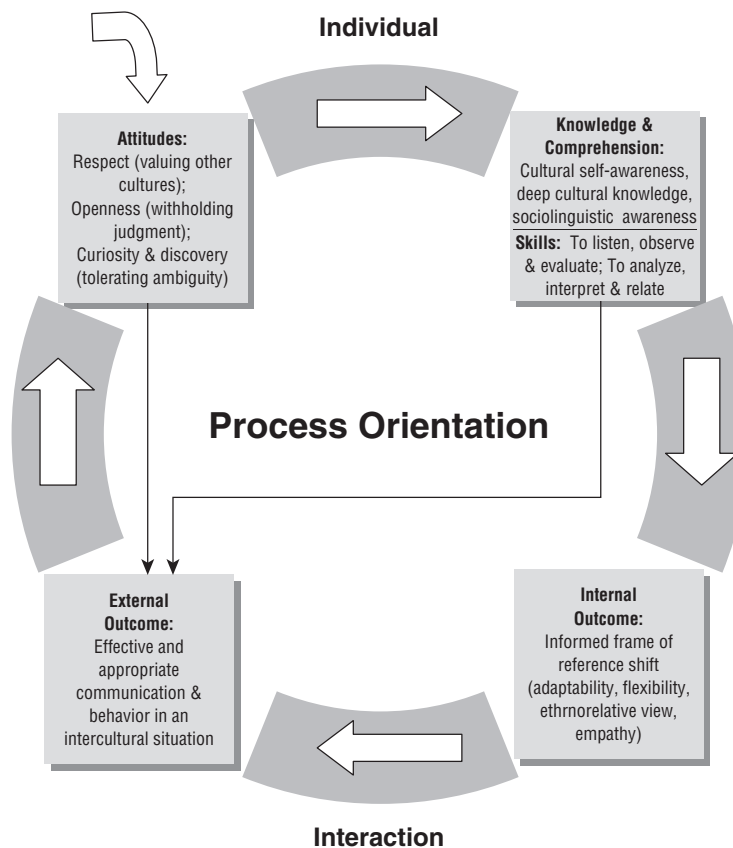 Individual
Attitudes:
Respect (valuing other
cultures);
Openness (withholding
judgment);
Curiosity & discovery
(tolerating ambiguity)
Knowledge &
Comprehension:
Cultural self-awareness,
deep cultural knowledge,
sociolinguistic awareness
Skills: To listen, observe
& evaluate; To analyze,
interpret & relate
Process Orientation
External
Outcome:
Effective and
appropriate
communication &
behavior in an
intercultural situation
Internal
Outcome:
Informed frame of
reference shift
(adaptability, flexibility,
ethrnorelative view,
empathy)
Interaction